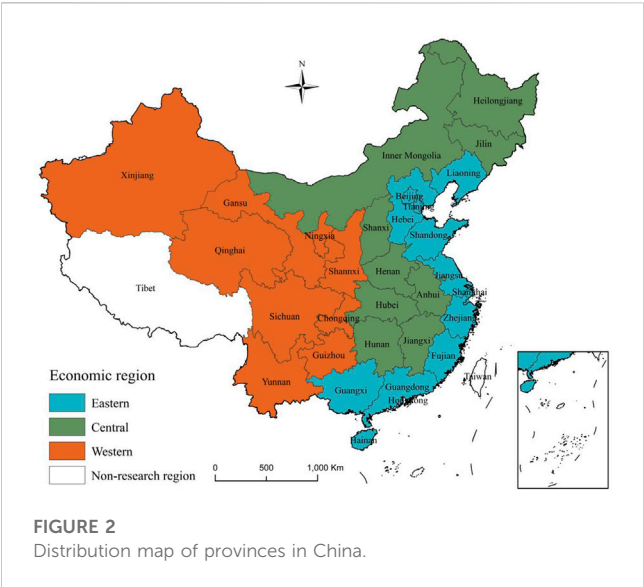 N
Heilongjiang
Jilin
Inner Mongolia
Liaoning
Xinjiang
Gansu
Beijing
Tianjing
Hebei
Shanxi
Ningxia
Shandong
Qinghai
Shannxi
Henan
Jiangsu
Tibet
Shanghai
Anhui
Hubei
Sichuan
Chongqing
Zhejiang
Hunan
Jiangxi
Guizhou
Fujian
Economic region
Yunnan
Guangxi
Guangdong
Taiwan
Hongkong
Eastern
Central
Hainan
Western
0 500 1,000 Km
Non-research region
FIGURE 2
Distribution map of provinces in China.